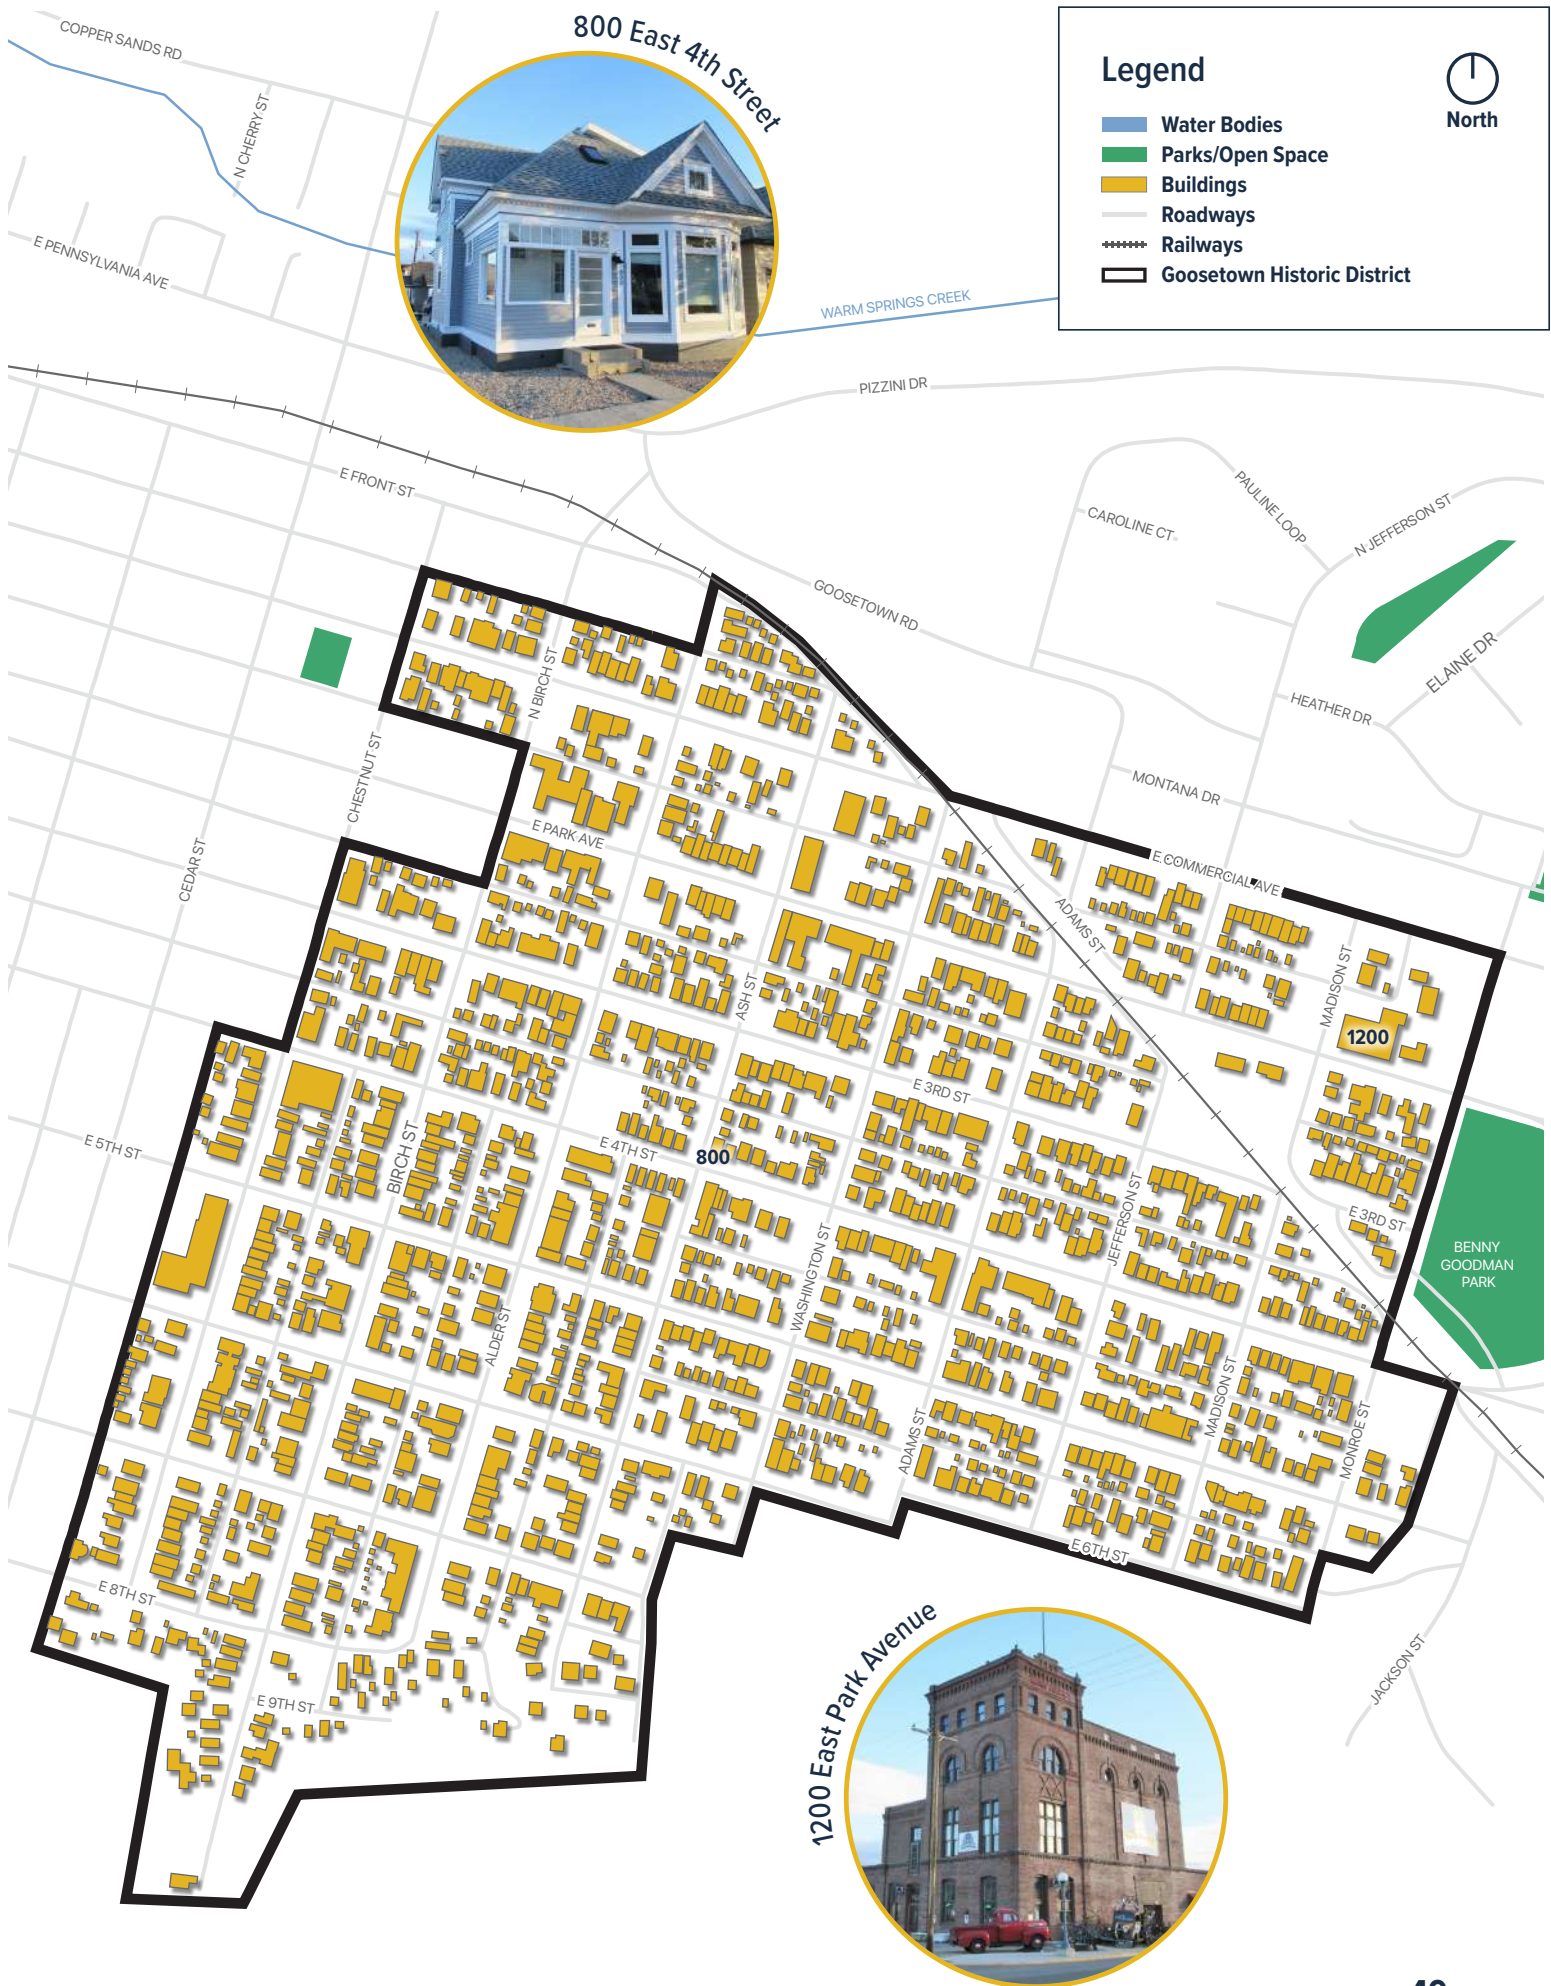 800 East 4th Street
Legend
North
Water Bodies
Parks/Open Space
Buildings
Roadways
Railways
Goosetown Historic District
COPPER SANDS RD
N CHERRY ST
E PENNSYLVANIA AVE
WARM SPRINGS CREEK
PIZZINI DR
E FRONT ST
CAROLINE CT
PAULINE LOOP
N JEFFERSON ST
GOOSETOWN RD
ELAINE DR
HEATHER DR
N BIRCH ST
CHESTNUT ST
MONTANA DR
E PARK AVE
CEDAR ST
E COMMERCIAL AVE
ADAMS ST
MADISON ST
ASH ST
1200
E 3RD ST
E 5TH ST
BIRCH ST
E 4TH ST
800
JEFFERSON ST
E 3RD ST
BENNY
GOODMAN
PARK
WASHINGTON ST
ALDER ST
MADISON ST
MONROE ST
ADAMS ST
E 6TH ST
E 8TH ST
JACKSON ST
E 9TH ST
1200 East Park Avenue